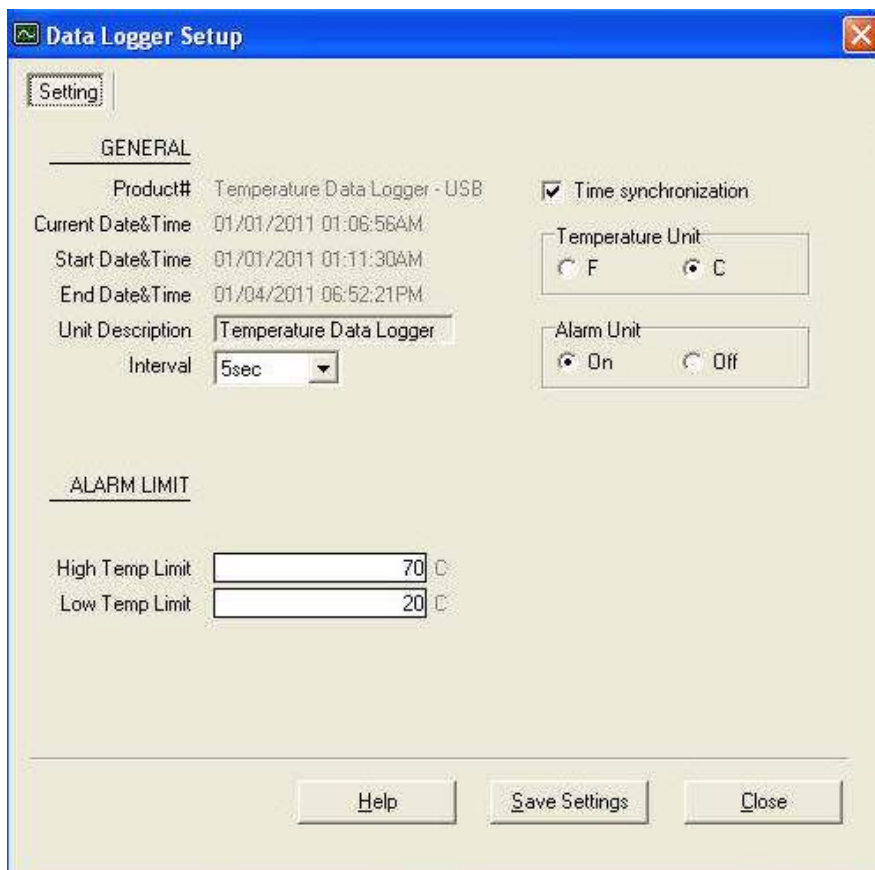 Data Logger Setup
Setting
GENERAL
Product# Temperature Data Logger - USB
Current Date&Time 01/01/2011 01:06:56AM
Start Date&Time 01/01/2011 01:11:30AM
End Date&Time 01/04/2011 06:52:21PM
Unit Description Temperature Data Logger
Interval 5sec
Time synchronization
Temperature Unit
F C
Alarm Unit
On Off
ALARM LIMIT
High Temp Limit 70 C
Low Temp Limit 20 C
Help Save Settings Close